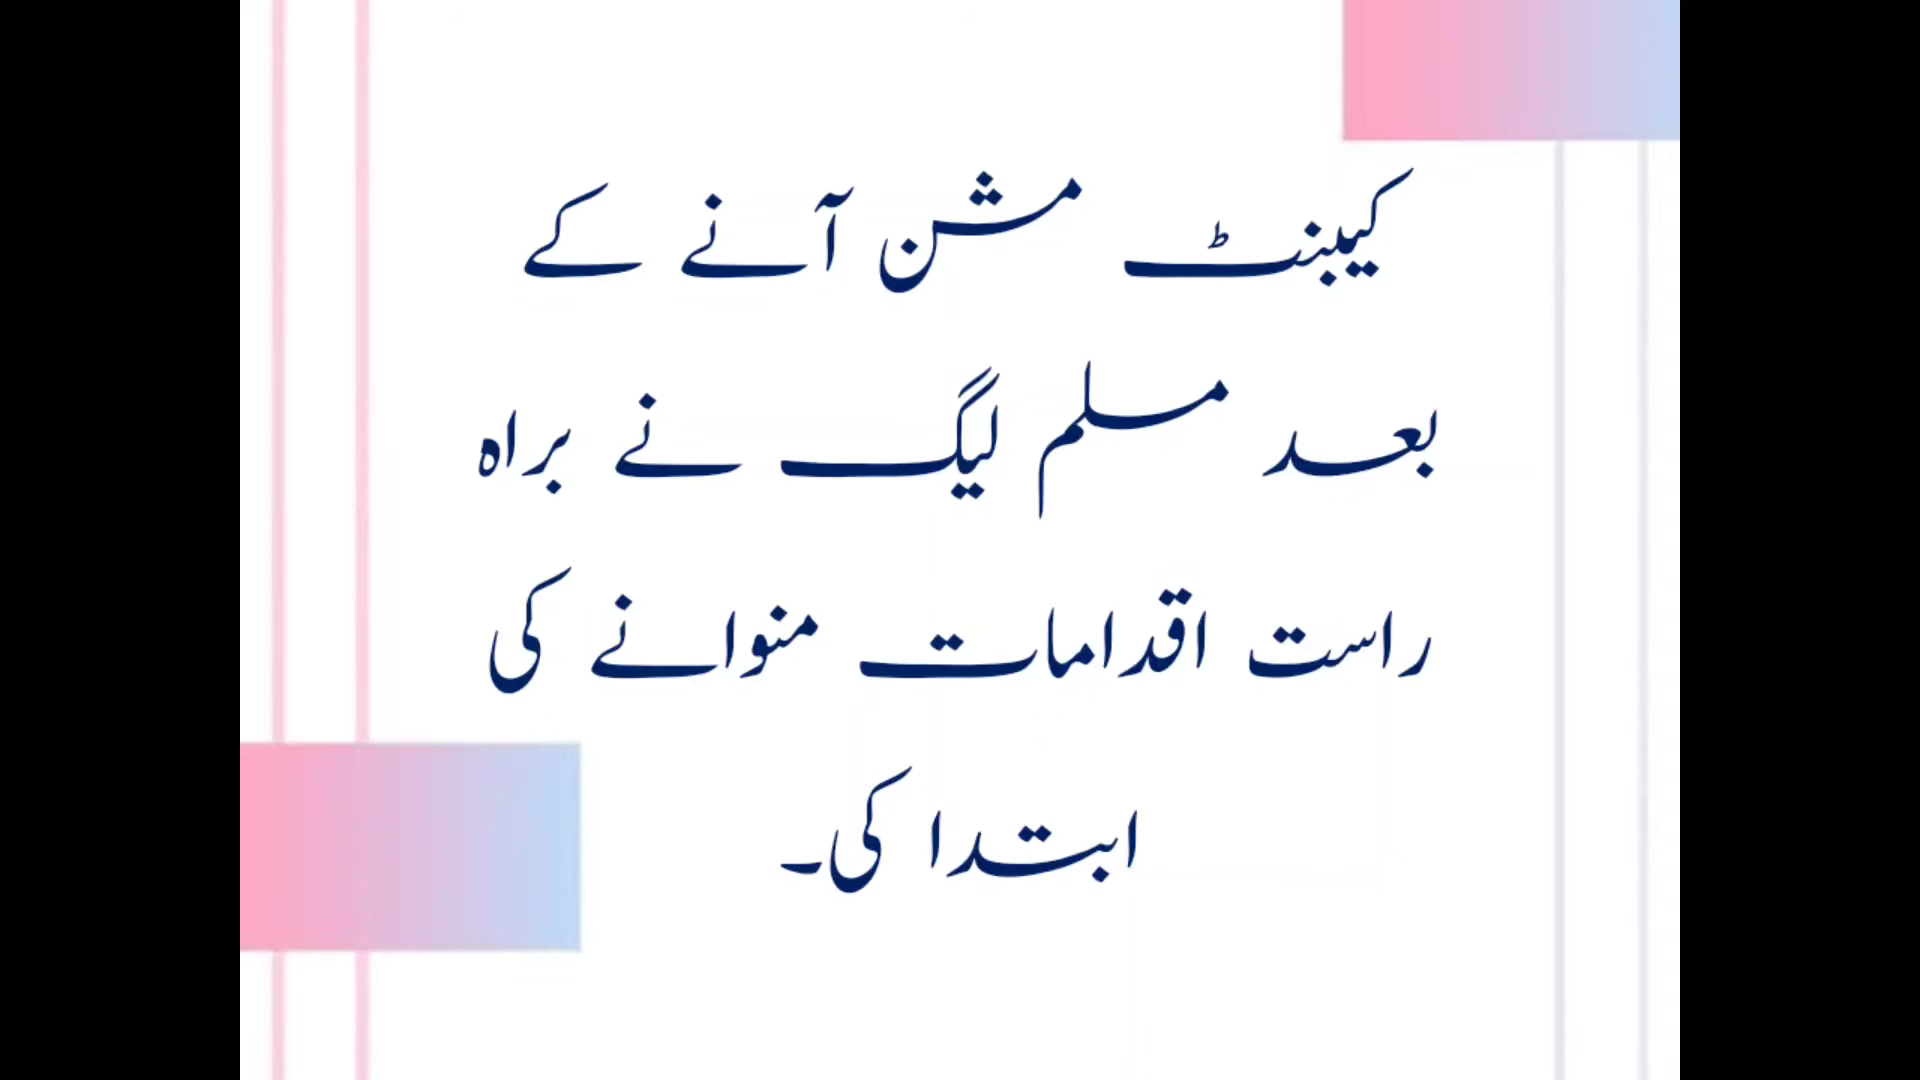 کیبنٹ مشن آنے کے
بعد مسلم لیگ نے براہ
راست اقدامات منوانے کی
ابتدا کی۔